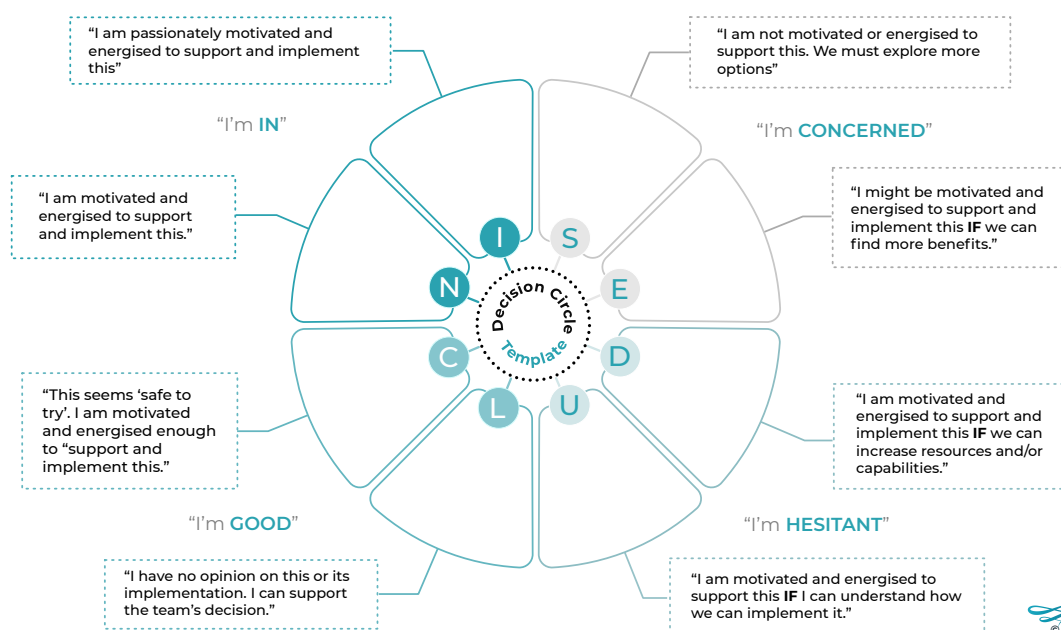 “I am passionately motivated and
energised to support and implement
this”
“I am not motivated or energised to
support this. We must explore more
options”
“I’m IN”
“I’m CONCERNED”
“I am motivated and
energised to support
and implement this.”
“I might be motivated and
energised to support and
implement this IF we can
find more benefits.”
I
S
N
E
Decision Circle
Template
C
D
L
U
“This seems ‘safe to
try’. I am motivated
and energised enough
to “support and
implement this.”
“I am motivated and
energised to support and
implement this IF we can
increase resources and/or
capabilities.”
“I’m GOOD”
“I’m HESITANT”
“I have no opinion on this or its
implementation. I can support
the team’s decision.”
“I am motivated and energised to
support this IF I can understand how
we can implement it.”
©